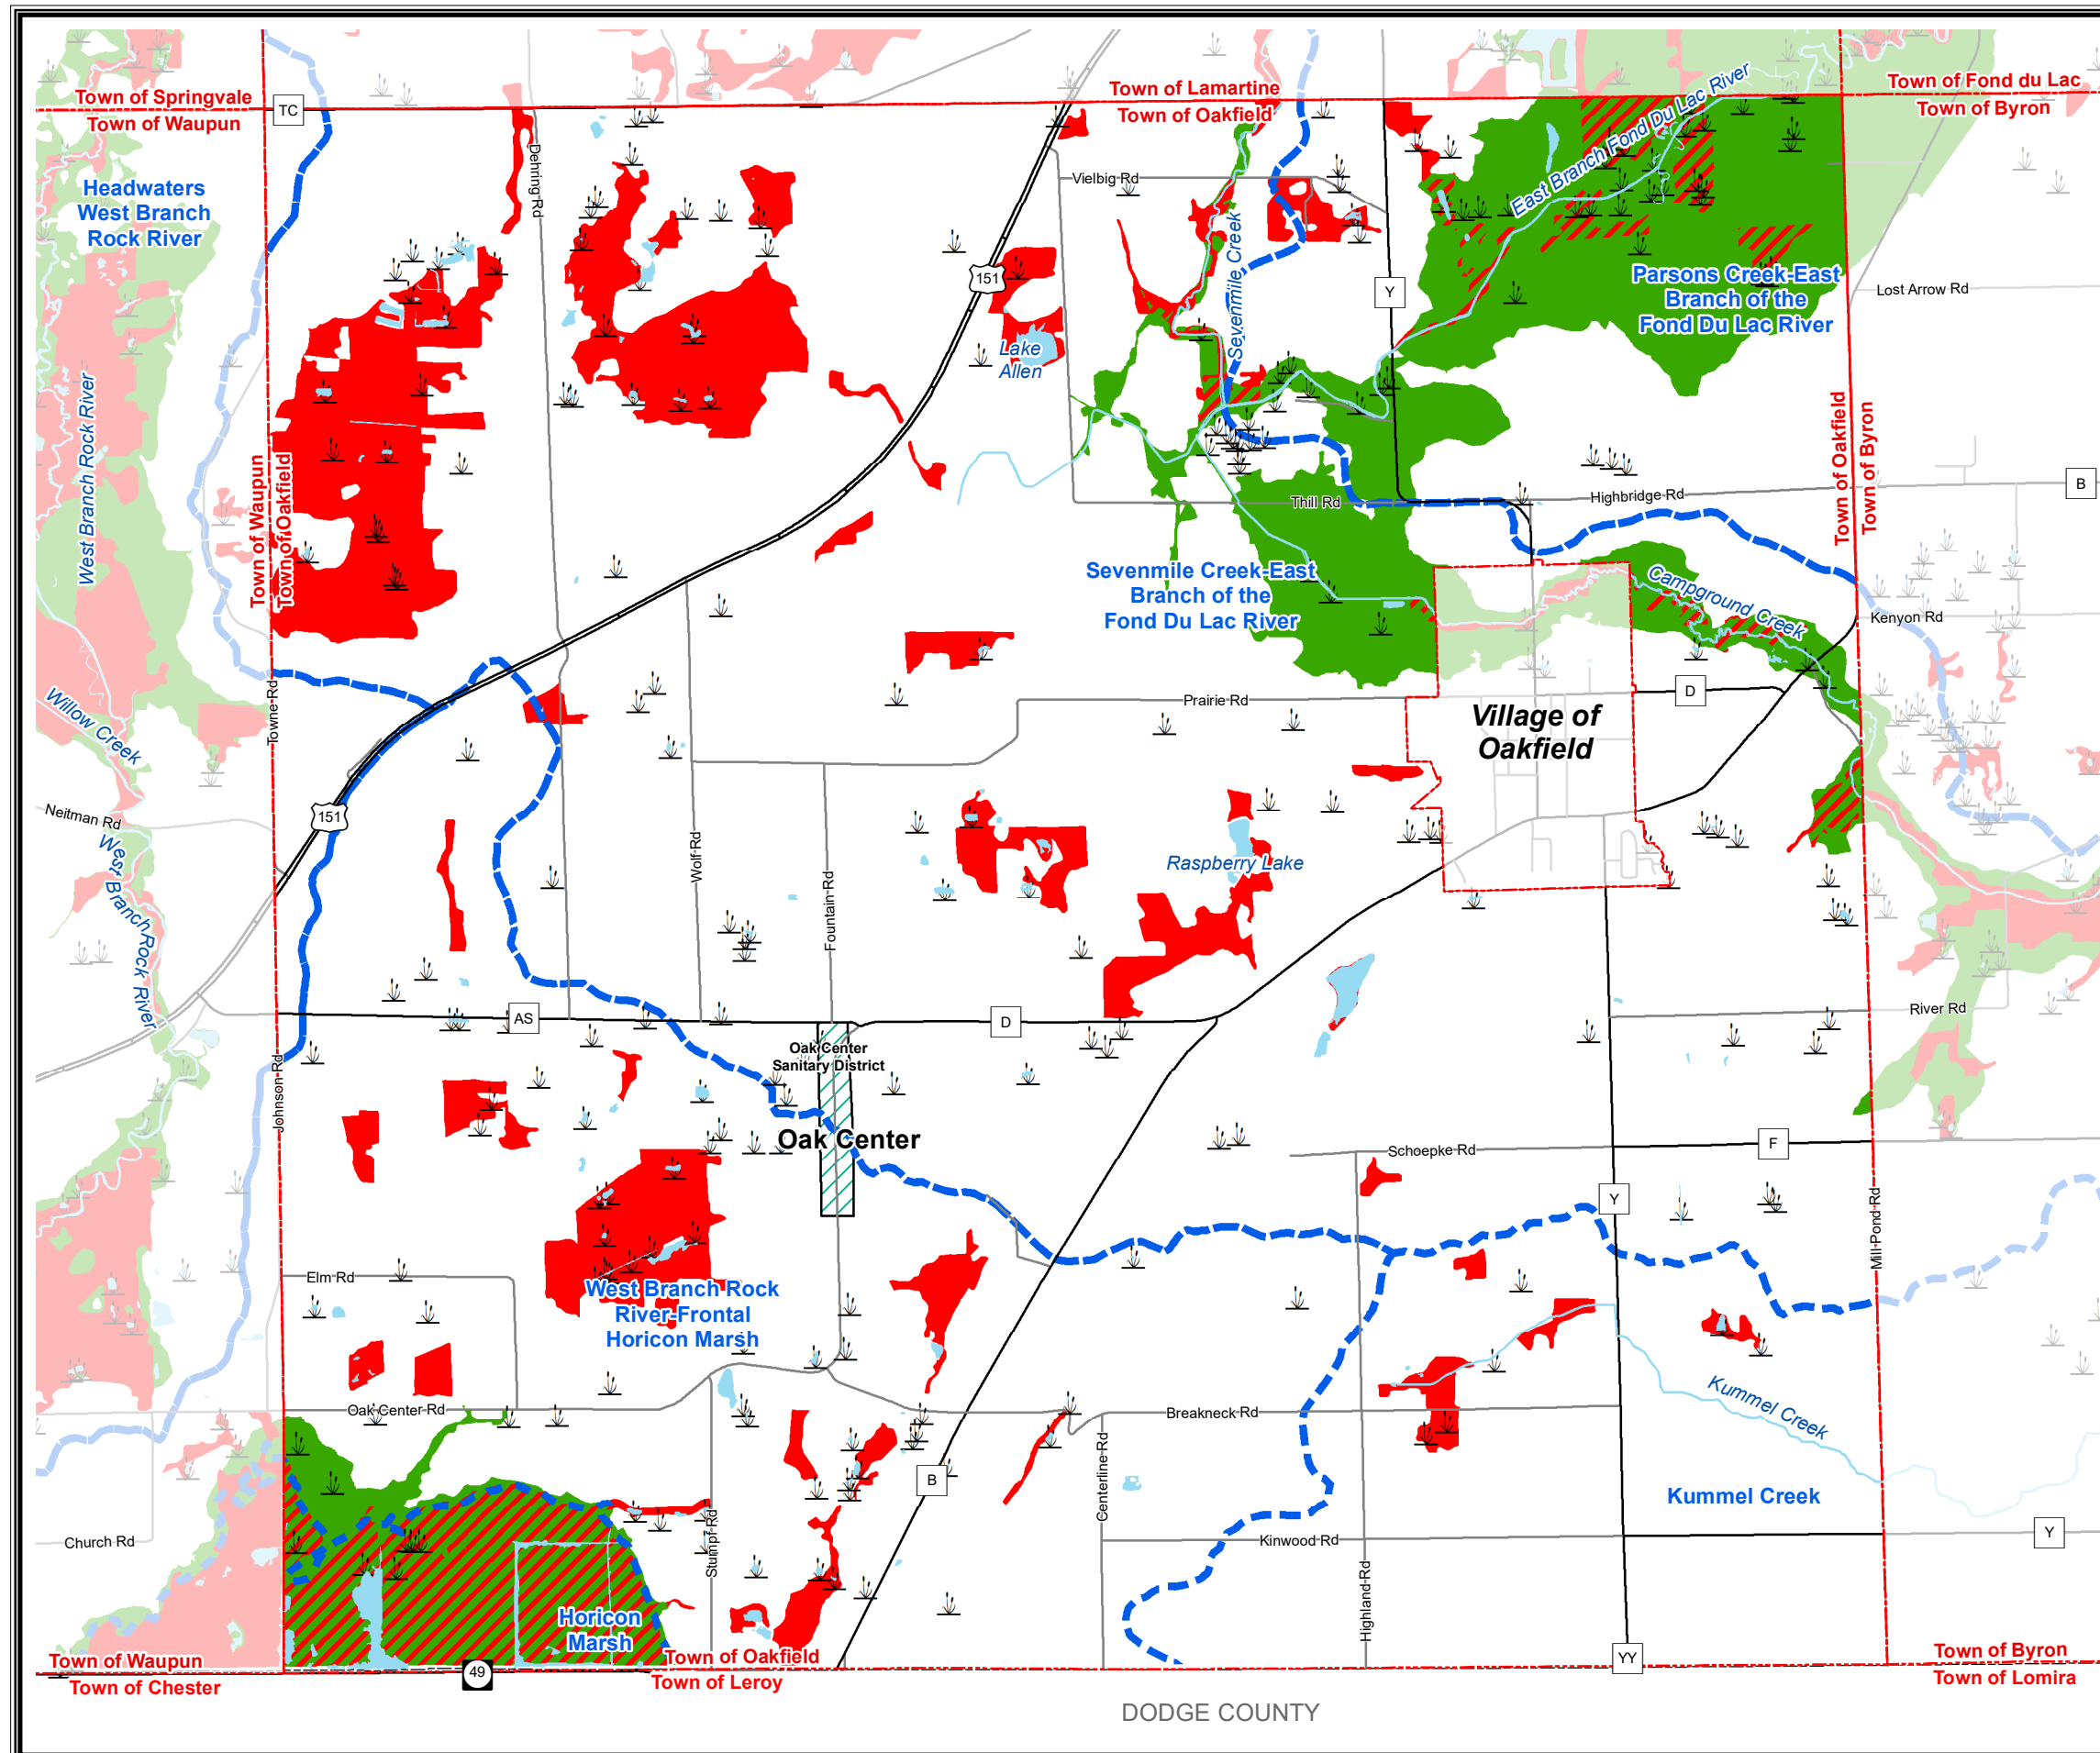 Town of Springvale
Town of Waupun
TC
Town of Lamartine
Town of Oakfield
Town of Fond du Lac
Town of Byron
Headwaters
West Branch
Rock River
Dehring Rd
Vielbig Rd
Sevenmile Creek
East Branch Fond Du Lac River
151
Y
Parsons Creek-East
Branch of the
Fond Du Lac River
Lost Arrow Rd
Lake
Allen
West Branch Rock River
Town of Waupun
Town of Oakfield
Town of Oakfield
Town of Byron
B
Highbridge Rd
Thill Rd
Sevenmile Creek-East
Branch of the
Fond Du Lac River
Campground Creek
Kenyon Rd
Willow Creek
Towne Rd
Prairie Rd
D
Village of
Oakfield
Neitman Rd
151
West Branch Rock River
Wolf Rd
Fountain Rd
Raspberry Lake
AS
D
River Rd
Oak Center
Sanitary District
Johnson Rd
Oak Center
Schoepke Rd
F
Y
Mill Pond Rd
Elm Rd
West Branch Rock
River-Frontal
Horicon Marsh
Oak Center Rd
Breakneck Rd
Kummel Creek
B
Centerline Rd
Kummel Creek
Church Rd
Stumpf Rd
Kinwood Rd
Y
Highland Rd
Horicon
Marsh
Town of Waupun
Town of Chester
49
Town of Oakfield
Town of Leroy
YY
Town of Byron
Town of Lomira
DODGE COUNTY